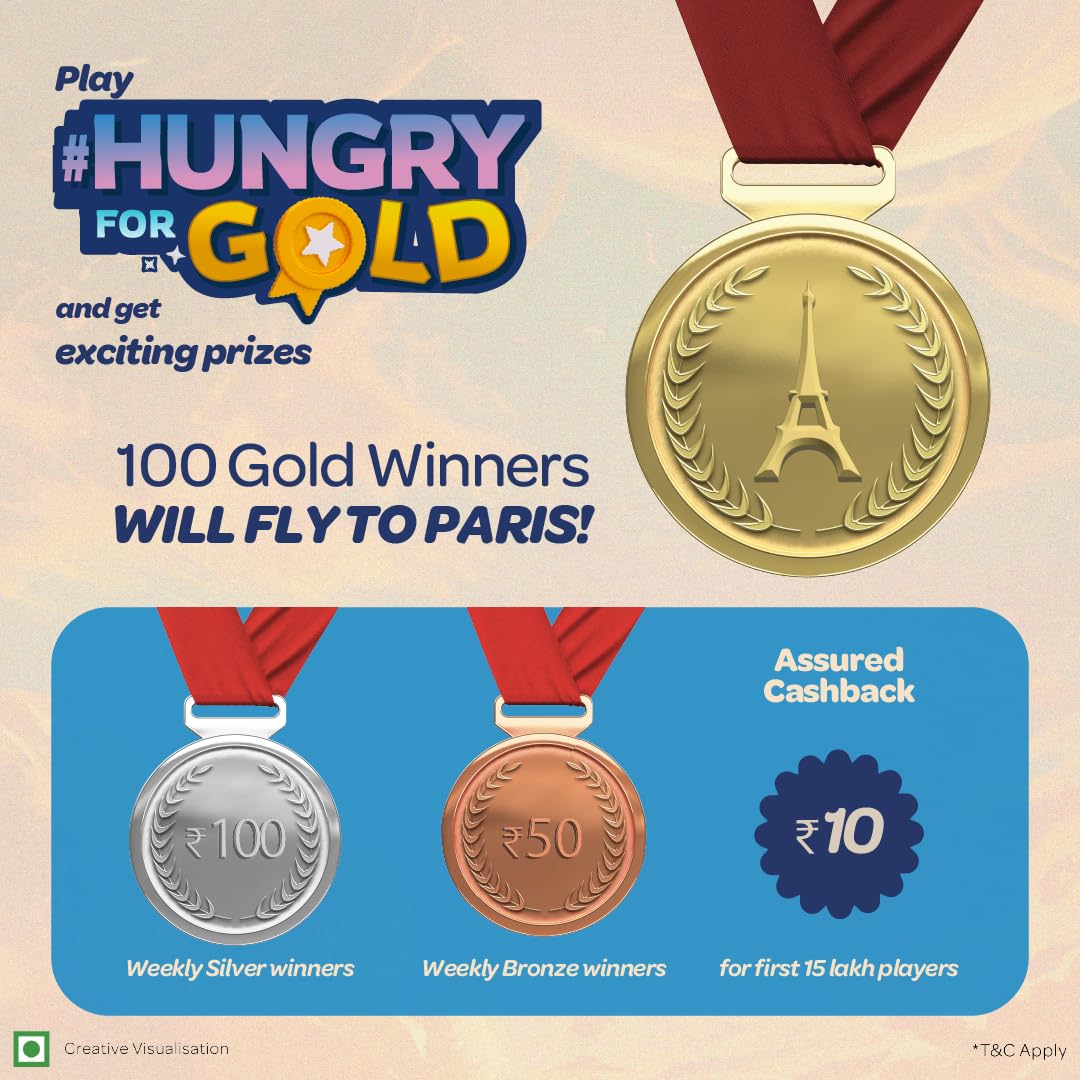 Play
#HUNGRY
FOR GOLD
and get
exciting prizes
100 Gold Winners
WILL FLY TO PARIS!
Assured
Cashback
₹100
₹50
₹10
Weekly Silver winners
Weekly Bronze winners
for first 15 lakh players
Creative Visualisation
*T&C Apply